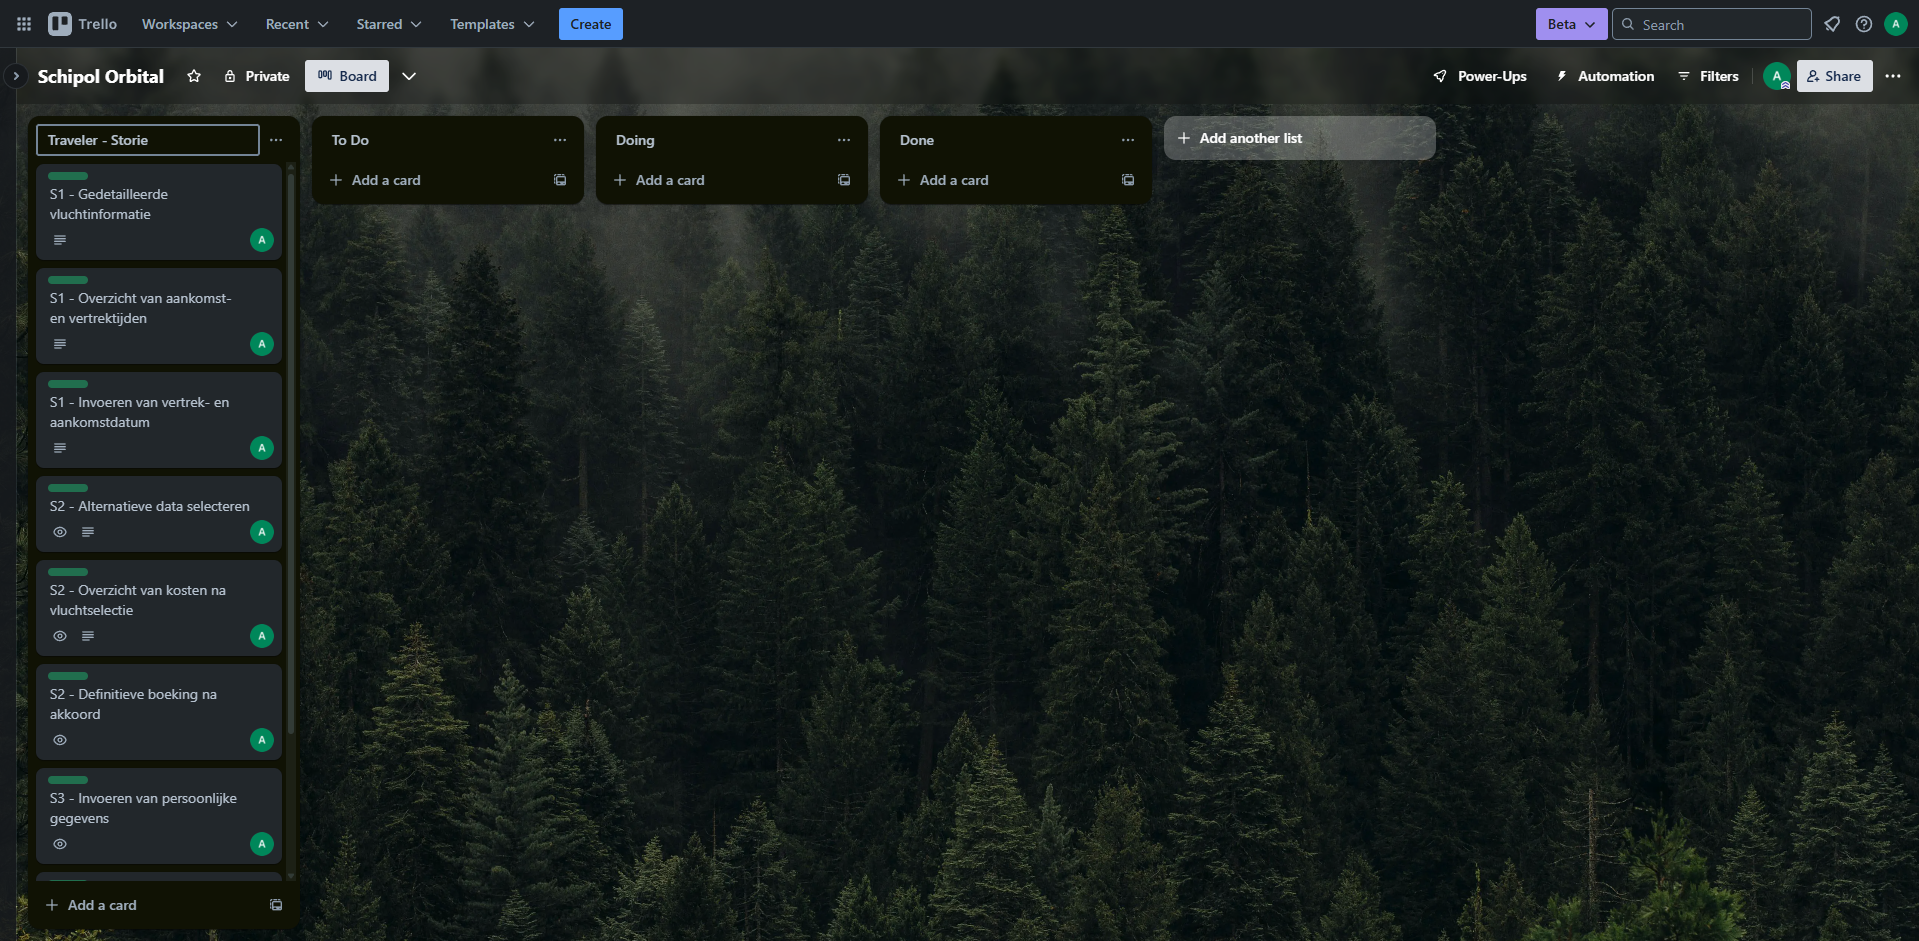 Trello Workspaces Recent Starred Templates Create Beta Search A
Schipol Orbital Private Board Power-Ups Automation Filters A Share
Traveler - Storie
S1 - Gedetailleerde
vluchtinformatie
A
S1 - Overzicht van aankomst-
en vertrektijden
A
S1 - Invoeren van vertrek- en
aankomstdatum
A
S2 - Alternatieve data selecteren
A
S2 - Overzicht van kosten na
vluchtselectie
A
S2 - Definitieve boeking na
akkoord
A
S3 - Invoeren van persoonlijke
gegevens
A
Add a card
To Do
Add a card
Doing
Add a card
Done
Add a card
Add another list